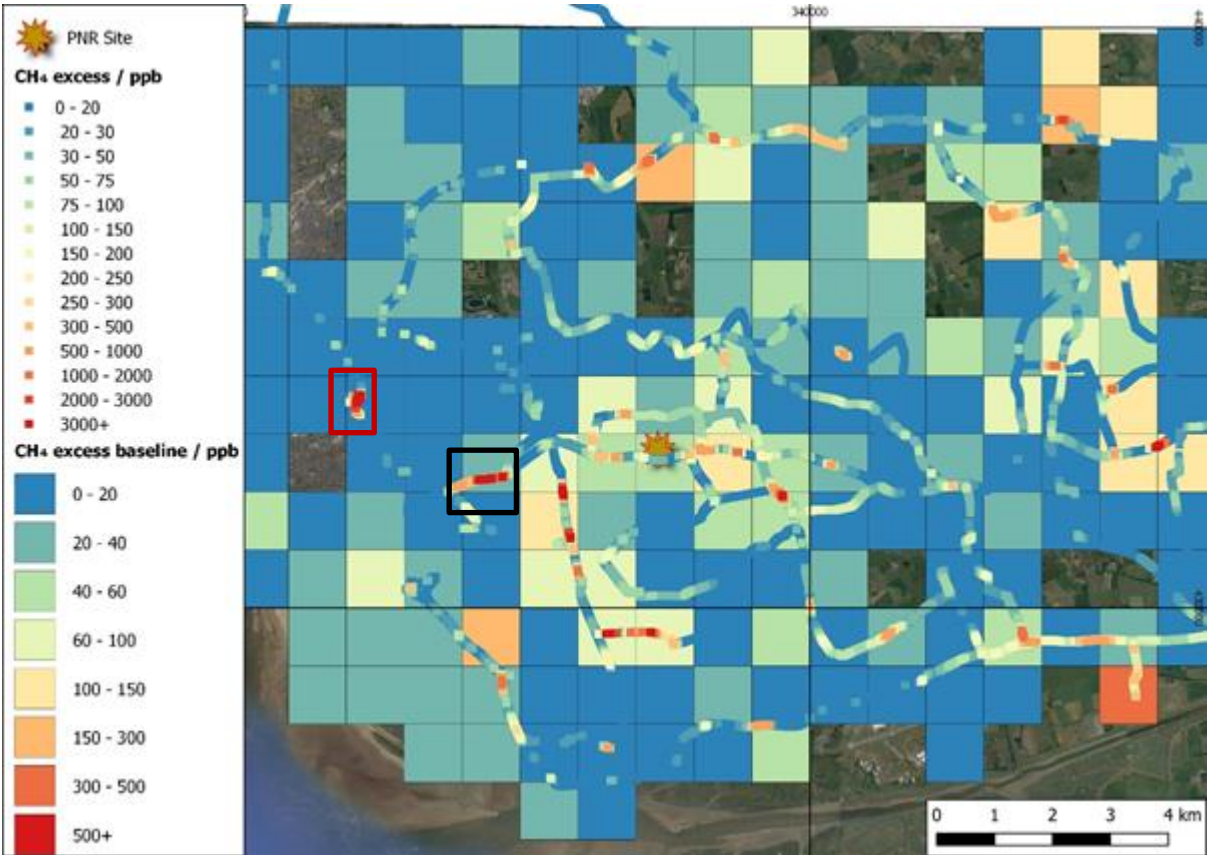 PNR Site
CH₄ excess / ppb
0 - 20
20 - 30
30 - 50
50 - 75
75 - 100
100 - 150
150 - 200
200 - 250
250 - 300
300 - 500
500 - 1000
1000 - 2000
2000 - 3000
3000+
CH₄ excess baseline / ppb
0 - 20
20 - 40
40 - 60
60 - 100
100 - 150
150 - 300
300 - 500
500+
340000
0 1 2 3 4 km